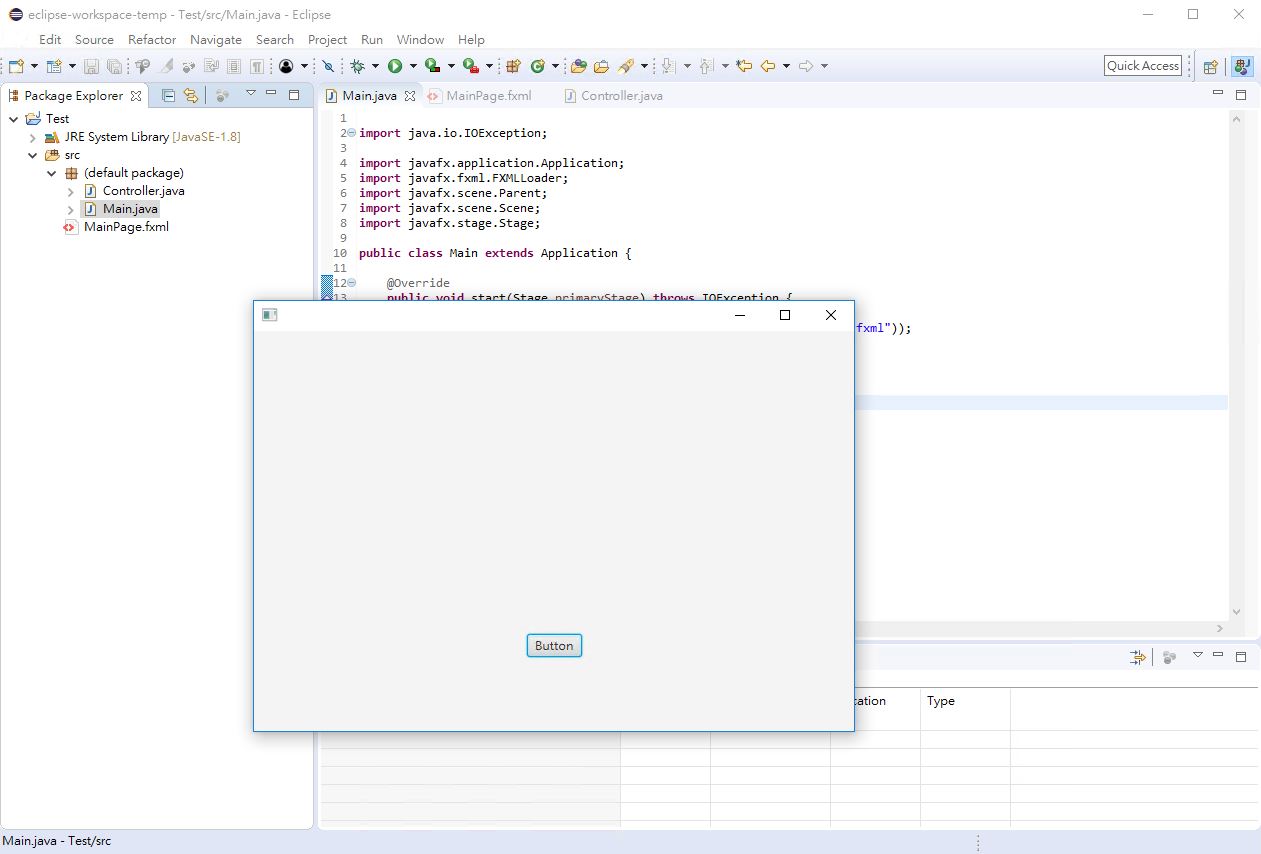 eclipse-workspace-temp - Test/src/Main.java - Eclipse
Edit Source Refactor Navigate Search Project Run Window Help
Quick Access
Package Explorer
Main.java MainPage.fxml Controller.java
Test
JRE System Library [JavaSE-1.8]
src
(default package)
Controller.java
Main.java
MainPage.fxml
1
2 import java.io.IOException;
3
4 import javafx.application.Application;
5 import javafx.fxml.FXMLLoader;
6 import javafx.scene.Parent;
7 import javafx.scene.Scene;
8 import javafx.stage.Stage;
9
10 public class Main extends Application {
11
12 @Override
13 public void start(Stage primaryStage) throws IOException {
fxml"));
Button
cation Type
Main.java - Test/src